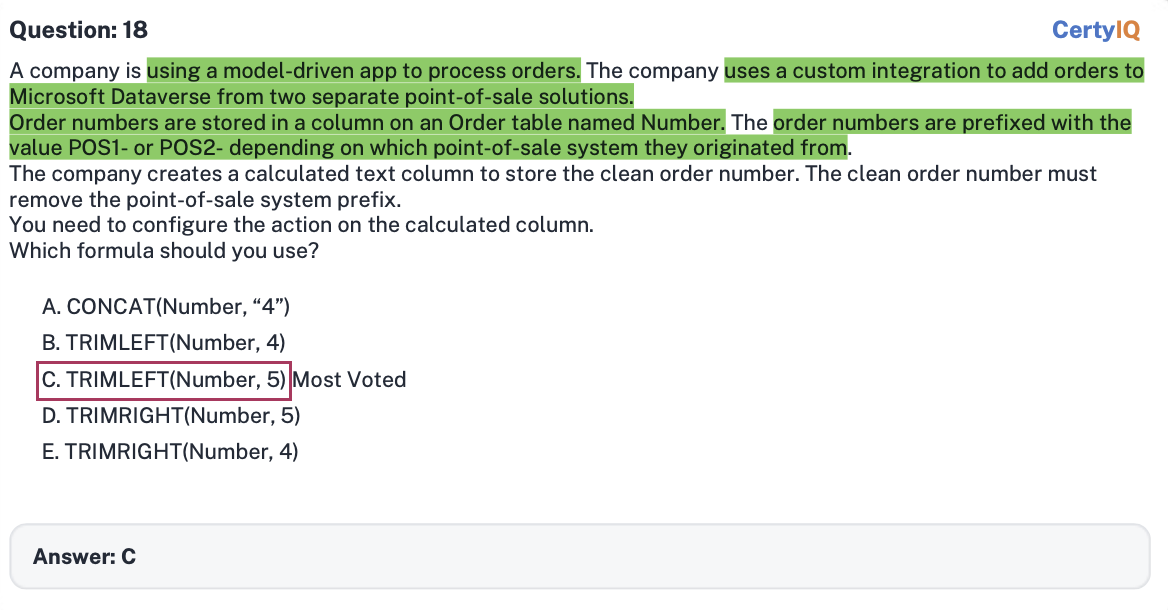 Question: 18
CertyIQ
A company is using a model-driven app to process orders. The company uses a custom integration to add orders to
Microsoft Dataverse from two separate point-of-sale solutions.
Order numbers are stored in a column on an Order table named Number. The order numbers are prefixed with the
value POS1- or POS2- depending on which point-of-sale system they originated from.
The company creates a calculated text column to store the clean order number. The clean order number must
remove the point-of-sale system prefix.
You need to configure the action on the calculated column.
Which formula should you use?
A. CONCAT(Number, “4”)
B. TRIMLEFT(Number, 4)
C. TRIMLEFT(Number, 5) Most Voted
D. TRIMRIGHT(Number, 5)
E. TRIMRIGHT(Number, 4)
Answer: C